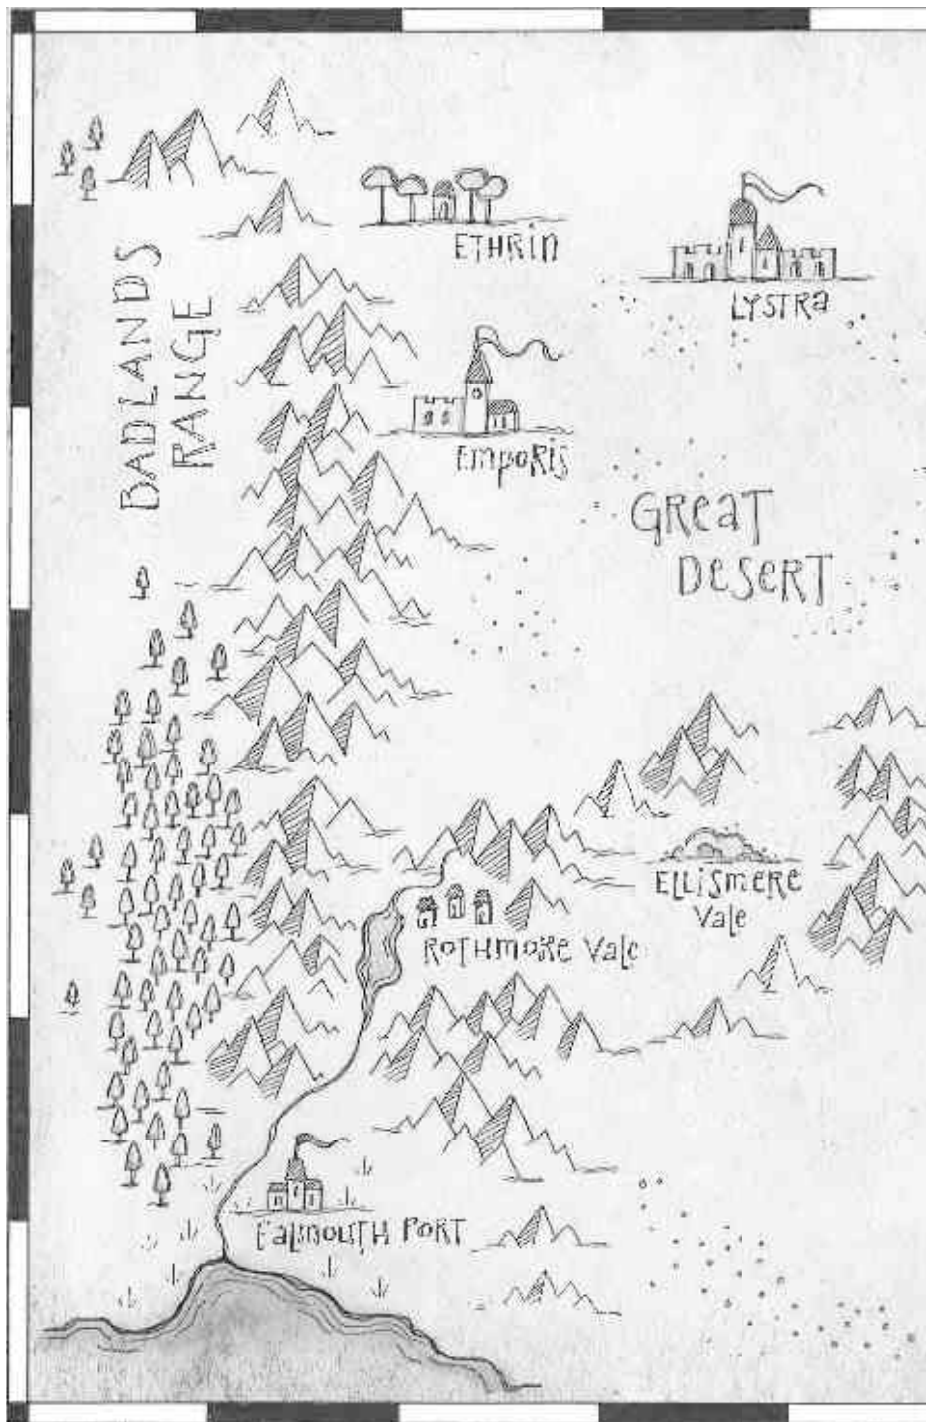 ETHRIN
LYSTRA
BADLANDS
RANGE
EMPORIS
GREAT
DESERT
ELLISMERE
VALE
ROTHMORE VALE
FALMOUTH PORT